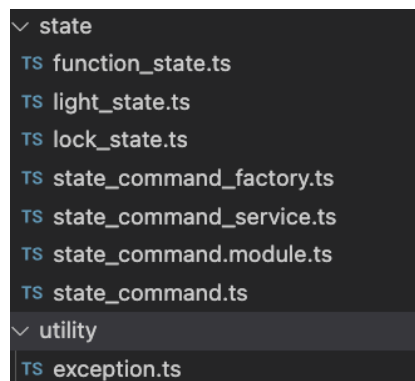 state
TS function_state.ts
TS light_state.ts
TS lock_state.ts
TS state_command_factory.ts
TS state_command_service.ts
TS state_command.module.ts
TS state_command.ts
utility
TS exception.ts